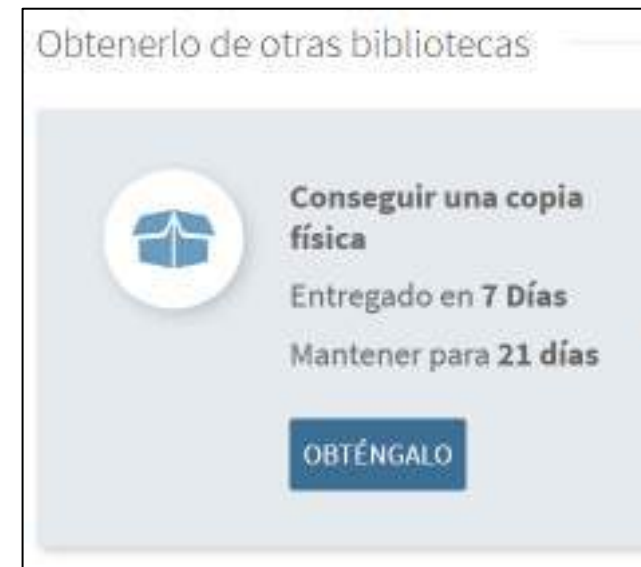 Obtenerlo de otras bibliotecas
Conseguir una copia
física
Entregado en 7 Días
Mantener para 21 días
OBTÉNGALO